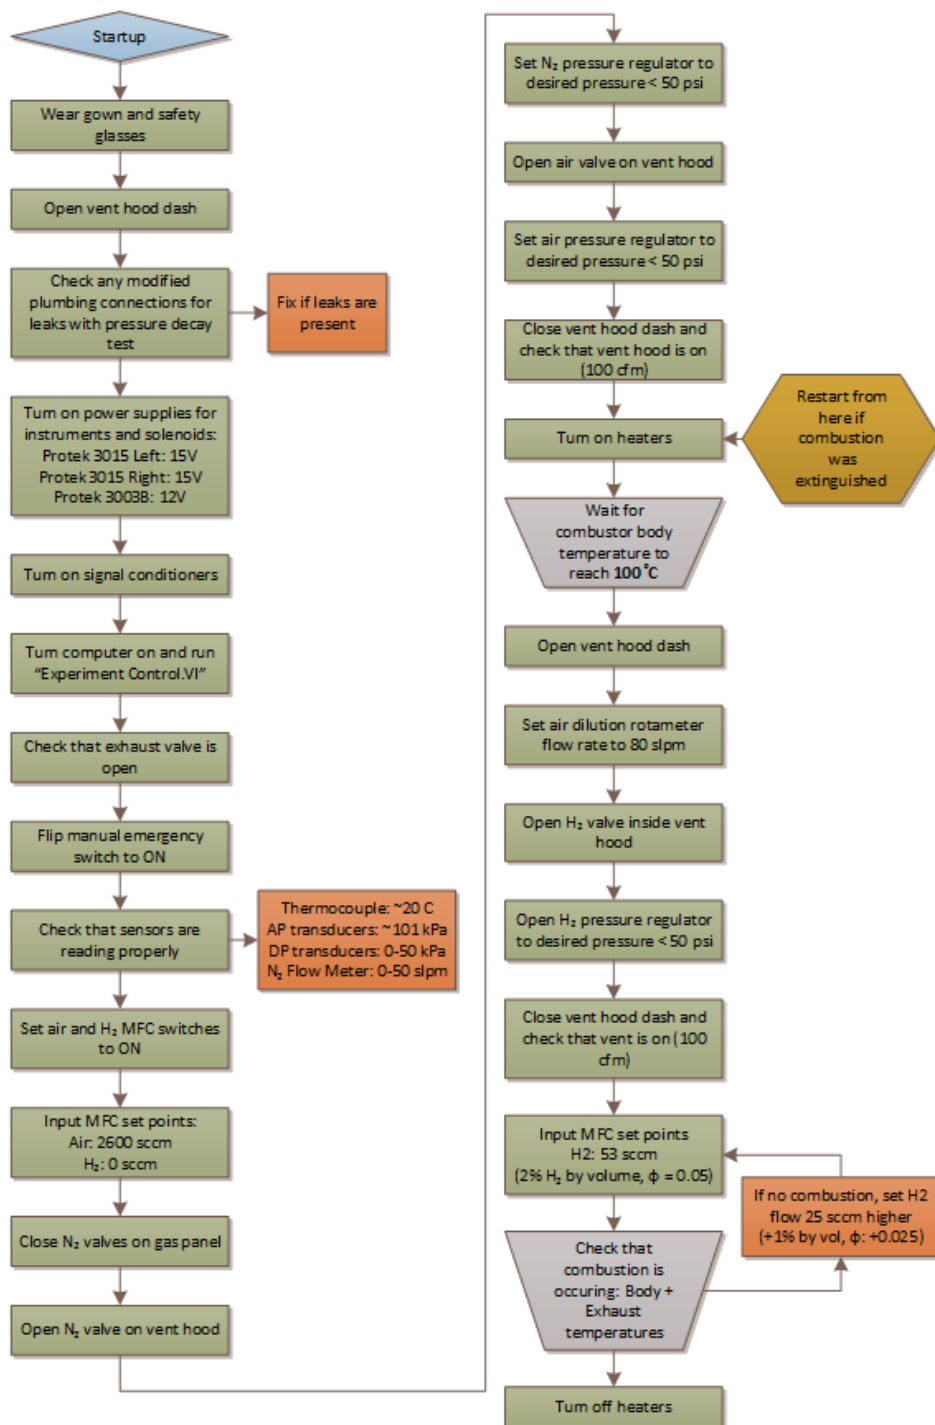 Startup
Wear gown and safety
glasses
Open vent hood dash
Check any modified
plumbing connections for
leaks with pressure decay
test
Fix if leaks are
present
Turn on power supplies for
instruments and solenoids:
Protek 3015 Left: 15V
Protek 3015 Right: 15V
Protek 3003B: 12V
Turn on signal conditioners
Turn computer on and run
“Experiment Control.VI”
Check that exhaust valve is
open
Flip manual emergency
switch to ON
Check that sensors are
reading properly
Thermocouple: ~20 C
AP transducers: ~101 kPa
DP transducers: 0-50 kPa
N₂ Flow Meter: 0-50 slpm
Set air and H₂ MFC switches
to ON
Input MFC set points:
Air: 2600 sccm
H₂: 0 sccm
Close N₂ valves on gas panel
Open N₂ valve on vent hood
Set N₂ pressure regulator to
desired pressure < 50 psi
Open air valve on vent hood
Set air pressure regulator to
desired pressure < 50 psi
Close vent hood dash and
check that vent hood is on
(100 cfm)
Turn on heaters
Restart from
here if
combustion
was
extinguished
Wait for
combustor body
temperature to
reach 100˚C
Open vent hood dash
Set air dilution rotameter
flow rate to 80 slpm
Open H₂ valve inside vent
hood
Open H₂ pressure regulator
to desired pressure < 50 psi
Close vent hood dash and
check that vent is on (100
cfm)
Input MFC set points
H2: 53 sccm
(2% H₂ by volume, ϕ = 0.05)
If no combustion, set H2
flow 25 sccm higher
(+1% by vol, ϕ: +0.025)
Check that
combustion is
occuring: Body +
Exhaust
temperatures
Turn off heaters